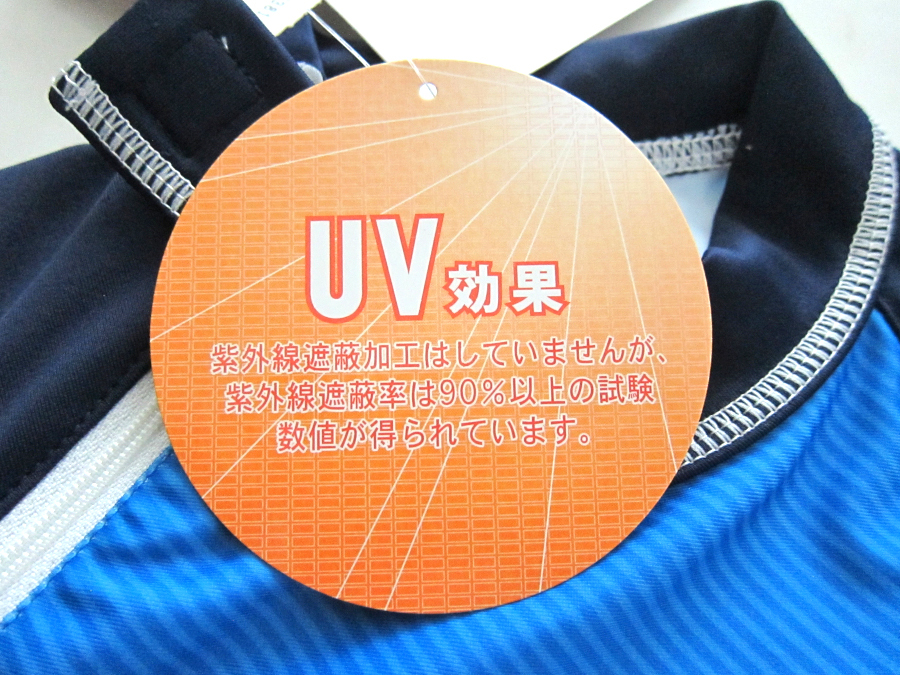 UV効果
紫外線遮蔽加工はしていませんが、
紫外線遮蔽率は90%以上の試験
数値が得られています。